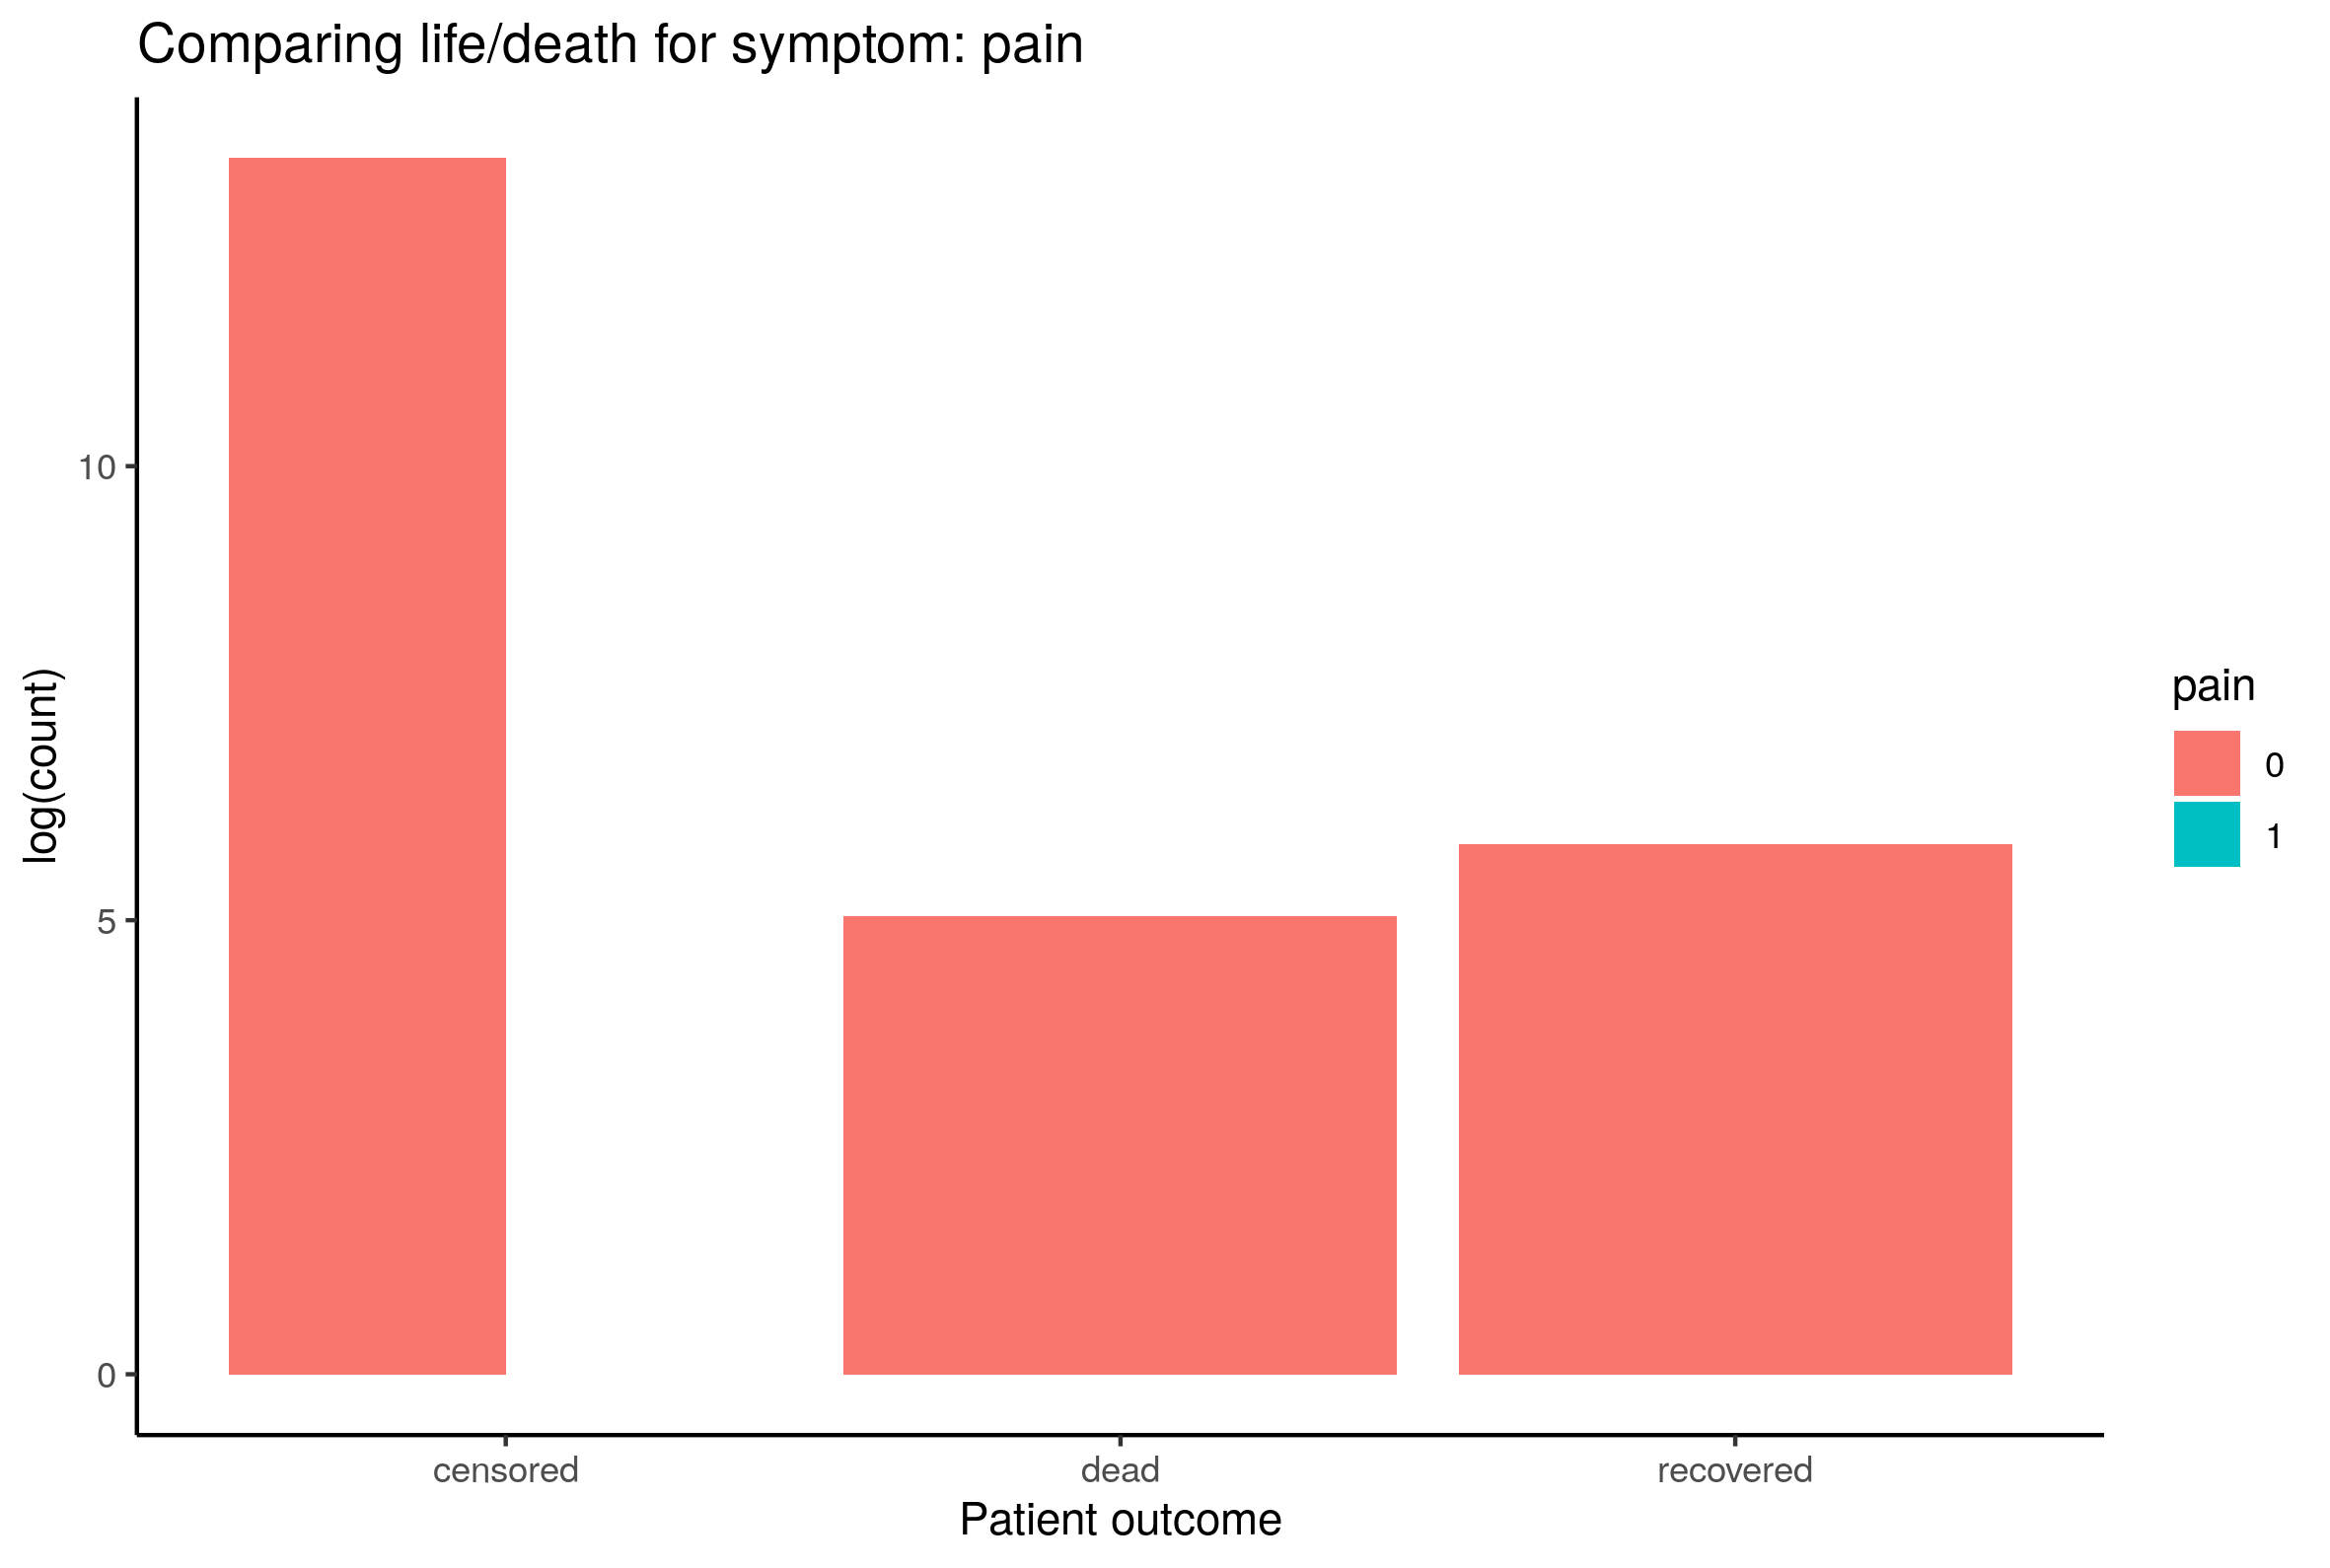 Comparing life/death for symptom: pain
log(count)
10
5
0
censored
dead
recovered
Patient outcome
pain
0
1